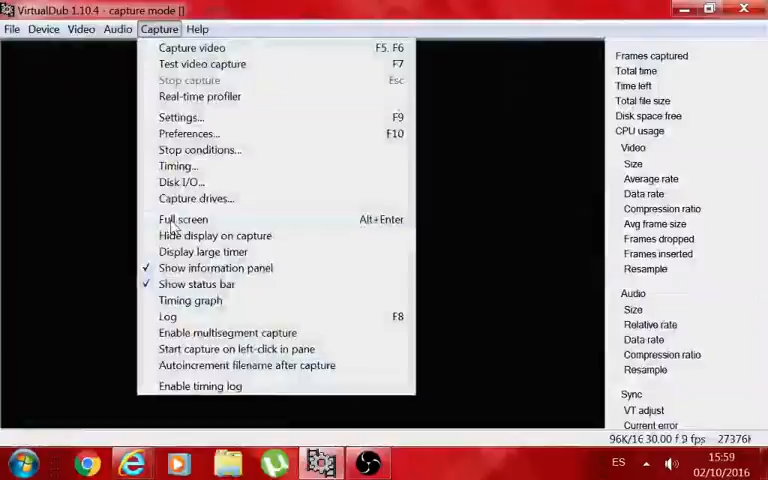 VirtualDub 1.10.4 - capture mode []
File Device Video Audio Capture Help
Capture video F5. F6
Test video capture F7
Stop capture Esc
Real-time profiler
Settings... F9
Preferences... F10
Stop conditions...
Timing...
Disk I/O...
Capture drives...
Full screen Alt+Enter
Hide display on capture
Display large timer
Show information panel
Show status bar
Timing graph
Log F8
Enable multisegment capture
Start capture on left-click in pane
Autoincrement filename after capture
Enable timing log
Frames captured
Total time
Time left
Total file size
Disk space free
CPU usage
Video
Size
Average rate
Data rate
Compression ratio
Avg frame size
Frames dropped
Frames inserted
Resample
Audio
Size
Relative rate
Data rate
Compression ratio
Resample
Sync
VT adjust
Current error
96K/16 30.00 f 9 fps 27376
ES
15:59
02/10/2016